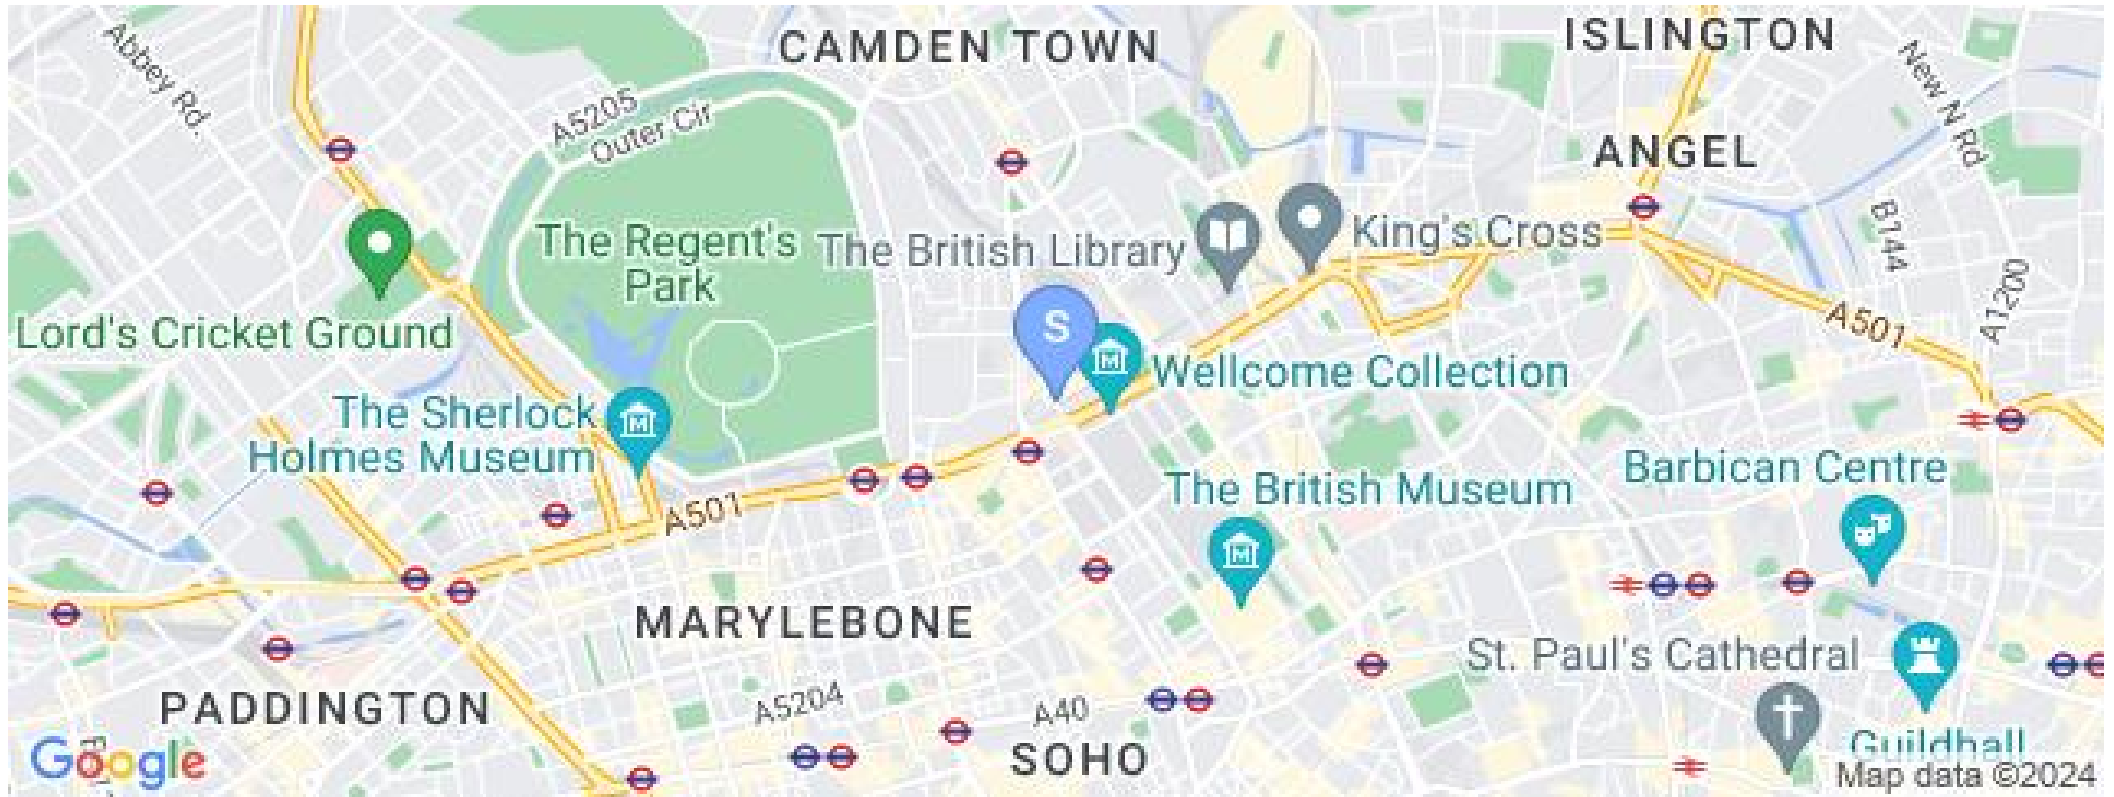 CAMDEN TOWN
ISLINGTON
Abbey Rd.
New N Rd
A5205
Outer Cir
ANGEL
The Regent's
Park
The British Library
King's Cross
B144
A1200
Lord's Cricket Ground
S
A501
Wellcome Collection
The Sherlock
Holmes Museum
M
M
A501
The British Museum
Barbican Centre
M
MARYLEBONE
St. Paul's Cathedral
PADDINGTON
A5204
A40
SOHO
Guildhall
Google
Map data ©2024